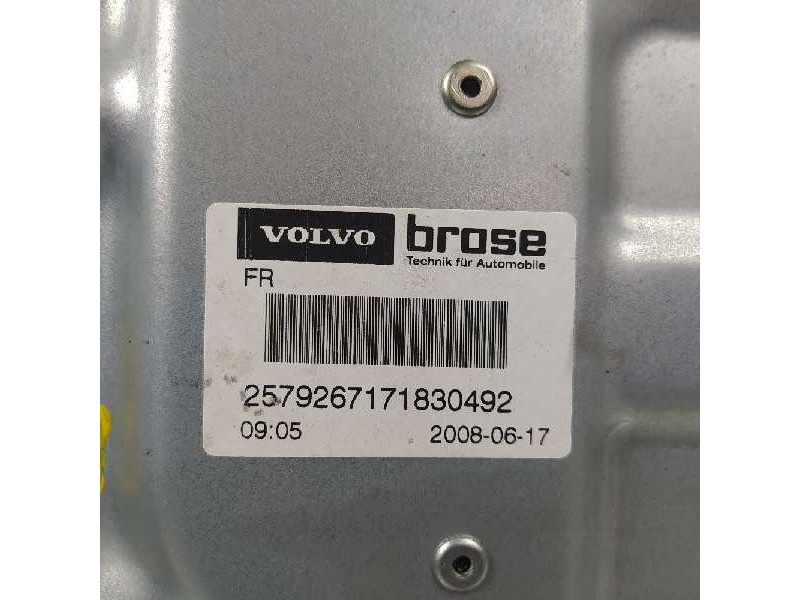 VOLVO brose
Technik für Automobile
FR
2579267171830492
09:05 2008-06-17